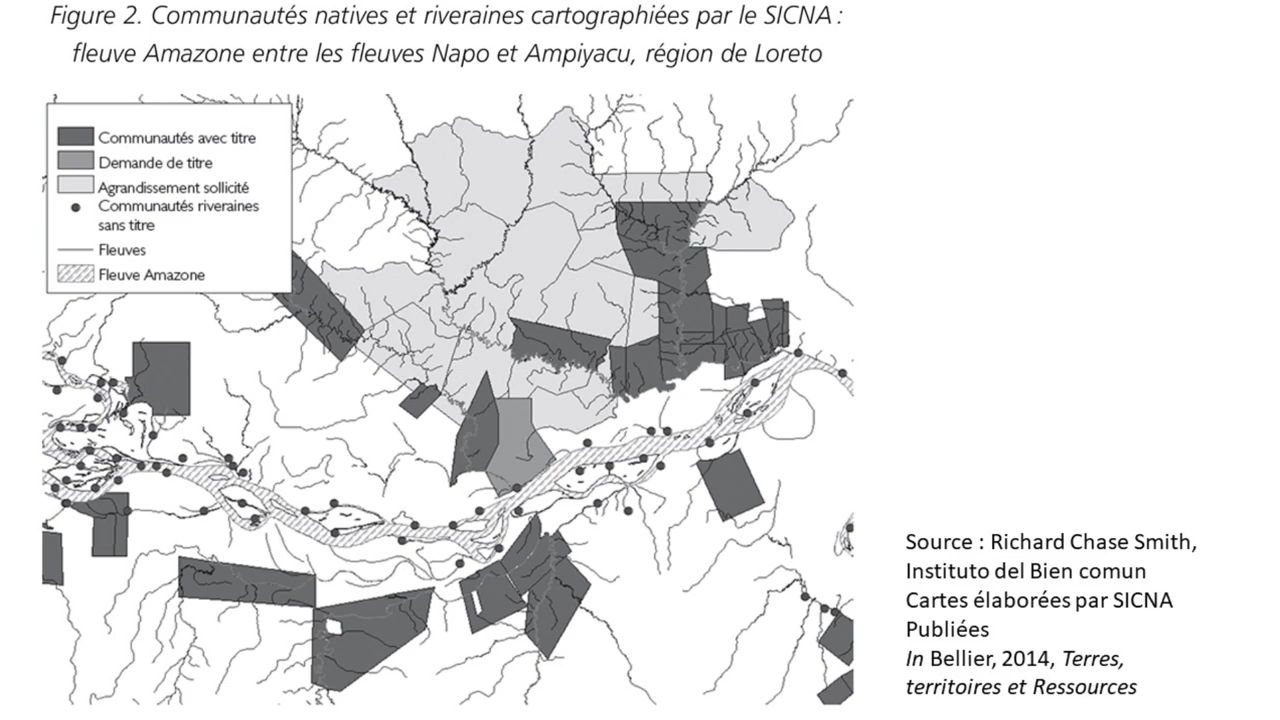 Figure 2. Communautés natives et riveraines cartographiées par le SICNA :
fleuve Amazone entre les fleuves Napo et Ampiyacu, région de Loreto
Communautés avec titre
Demande de titre
Agrandissement sollicité
Communautés riveraines
sans titre
Fleuves
Fleuve Amazone
Source : Richard Chase Smith,
Instituto del Bien comun
Cartes élaborées par SICNA
Publiées
In Bellier, 2014, Terres,
territoires et Ressources